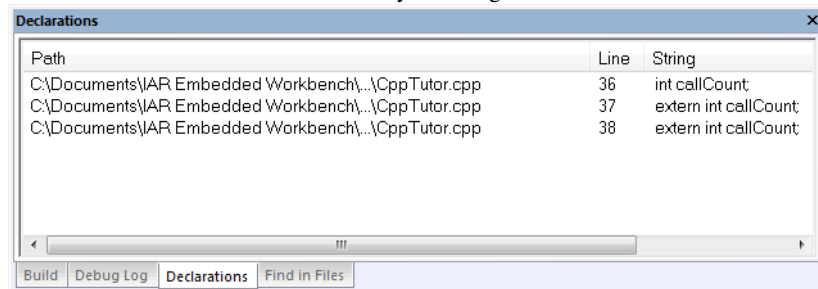 Declarations
Path Line String
C:\Documents\IAR Embedded Workbench\...\CppTutor.cpp 36 int callCount;
C:\Documents\IAR Embedded Workbench\...\CppTutor.cpp 37 extern int callCount;
C:\Documents\IAR Embedded Workbench\...\CppTutor.cpp 38 extern int callCount;
Build Debug Log Declarations Find in Files